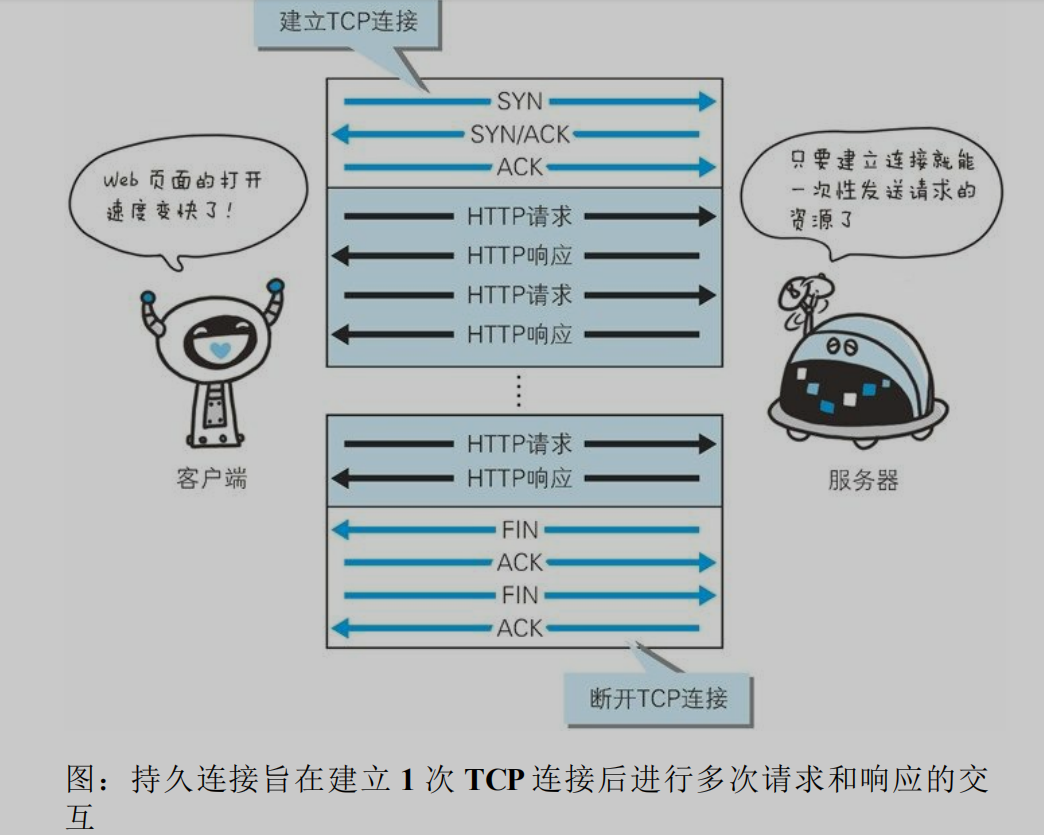 建立TCP连接
SYN
SYN/ACK
ACK
Web 页面的打开
速度变快了!
只要建立连接就能
一次性发送请求的
资源了
HTTP请求
HTTP响应
HTTP请求
HTTP响应
HTTP请求
HTTP响应
客户端
服务器
FIN
ACK
FIN
ACK
断开TCP连接
图：持久连接旨在建立 1 次 TCP 连接后进行多次请求和响应的交
互